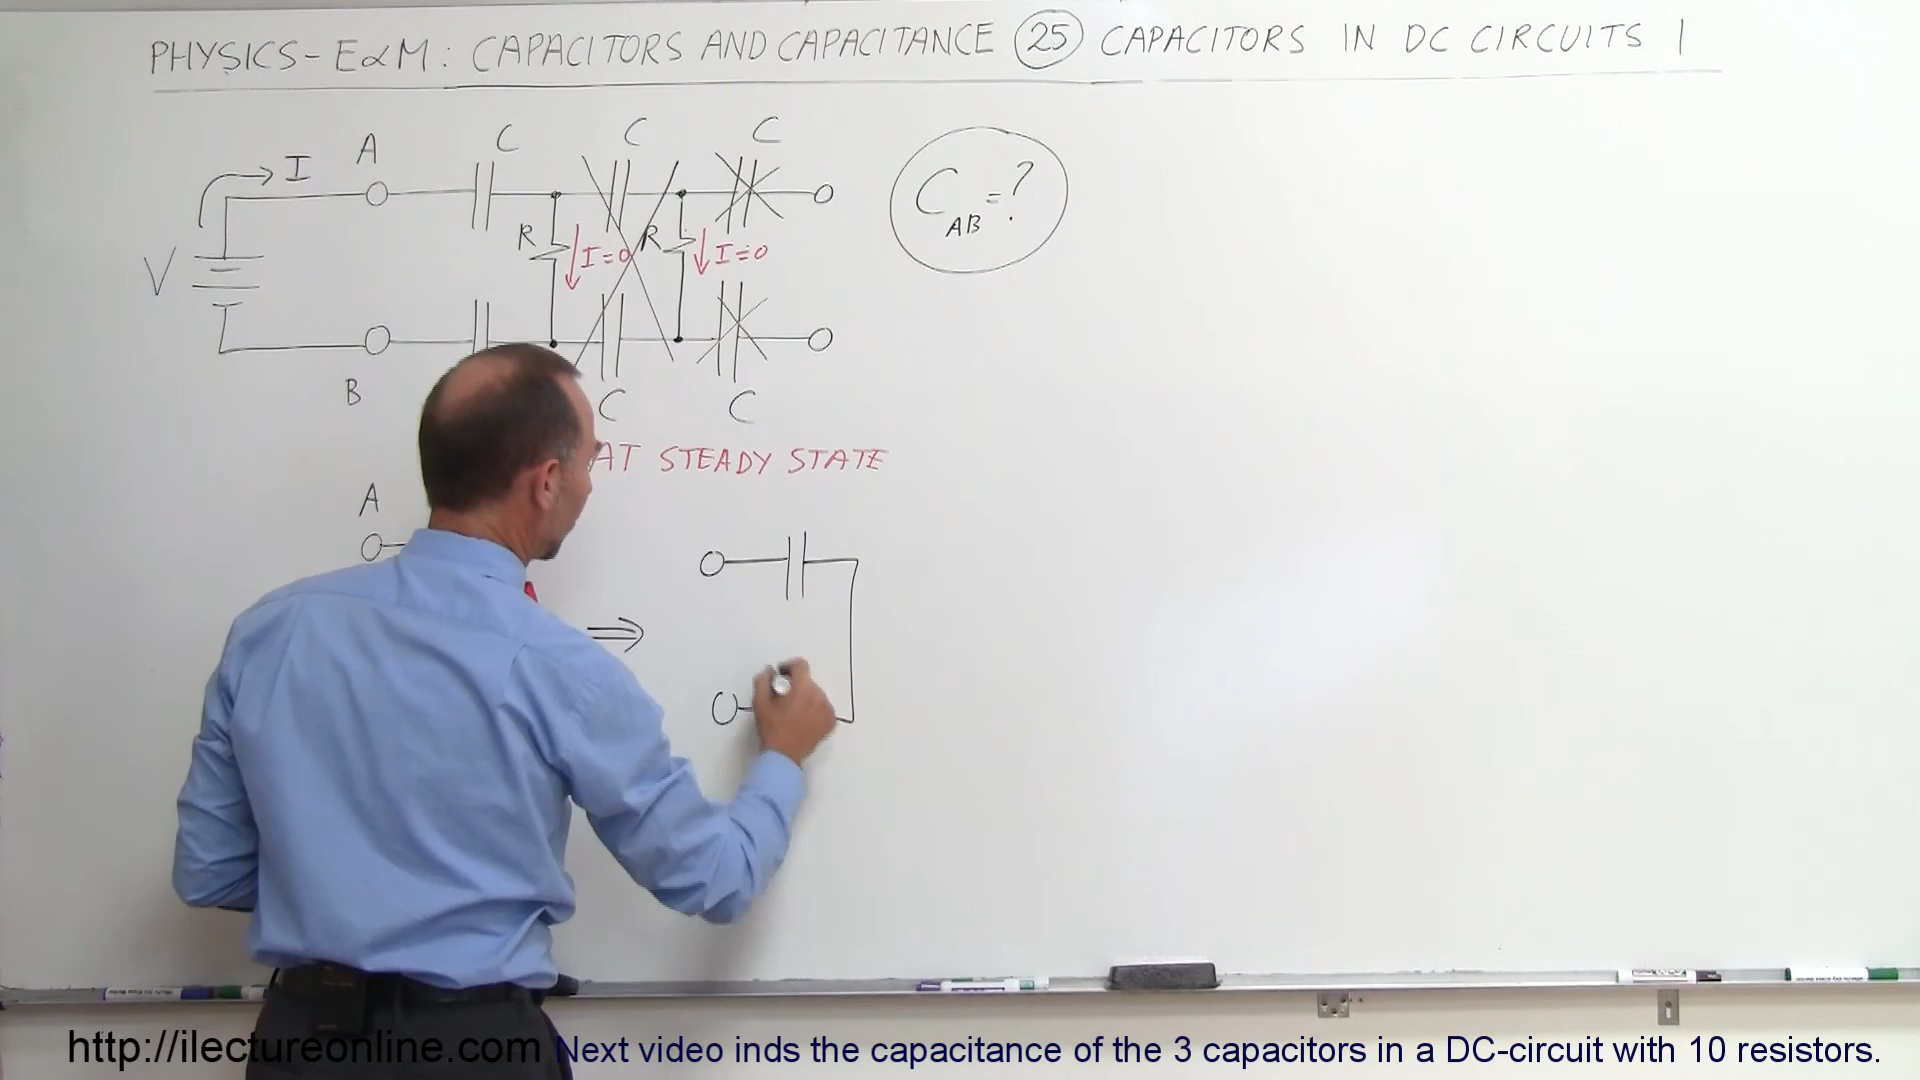 PHYSICS - E&M: CAPACITORS AND CAPACITANCE 25 CAPACITORS IN DC CIRCUITS 1
A C C C
I
C AB = ?
R I=0 R I=0
V
B C C
AT STEADY STATE
A
http://ilectureonline.com Next video inds the capacitance of the 3 capacitors in a DC-circuit with 10 resistors.